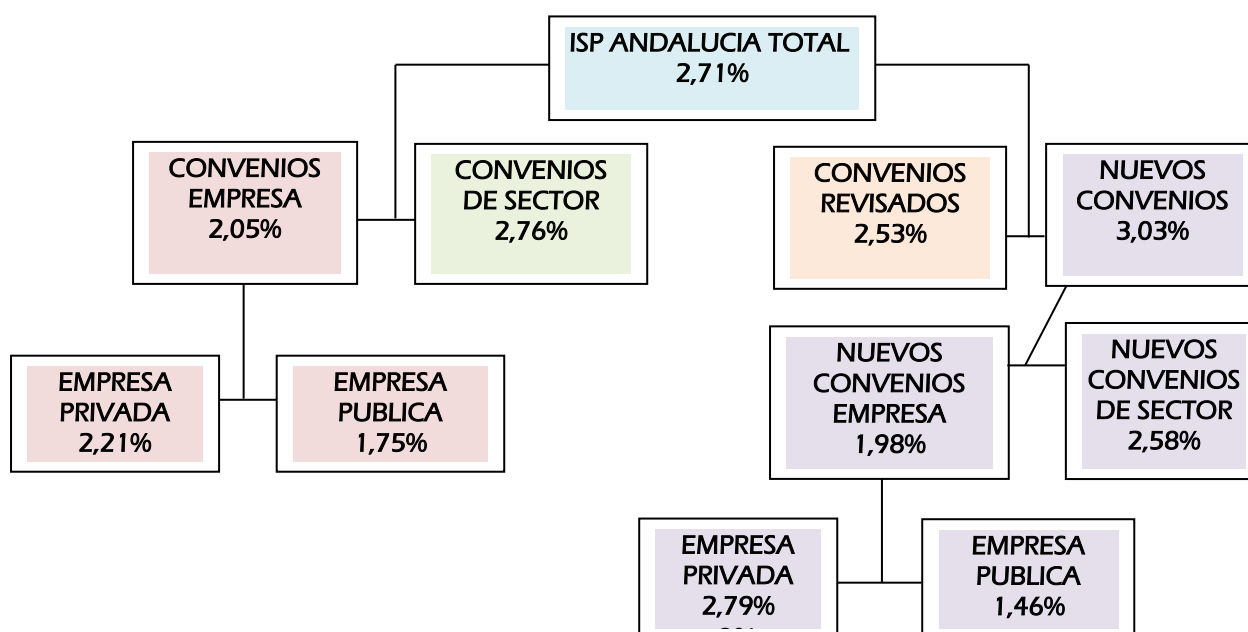 ISP ANDALUCIA TOTAL
2,71%
CONVENIOS
EMPRESA
2,05%
CONVENIOS
DE SECTOR
2,76%
CONVENIOS
REVISADOS
2,53%
NUEVOS
CONVENIOS
3,03%
EMPRESA
PRIVADA
2,21%
EMPRESA
PUBLICA
1,75%
NUEVOS
CONVENIOS
EMPRESA
1,98%
NUEVOS
CONVENIOS
DE SECTOR
2,58%
EMPRESA
PRIVADA
2,79%
EMPRESA
PUBLICA
1,46%